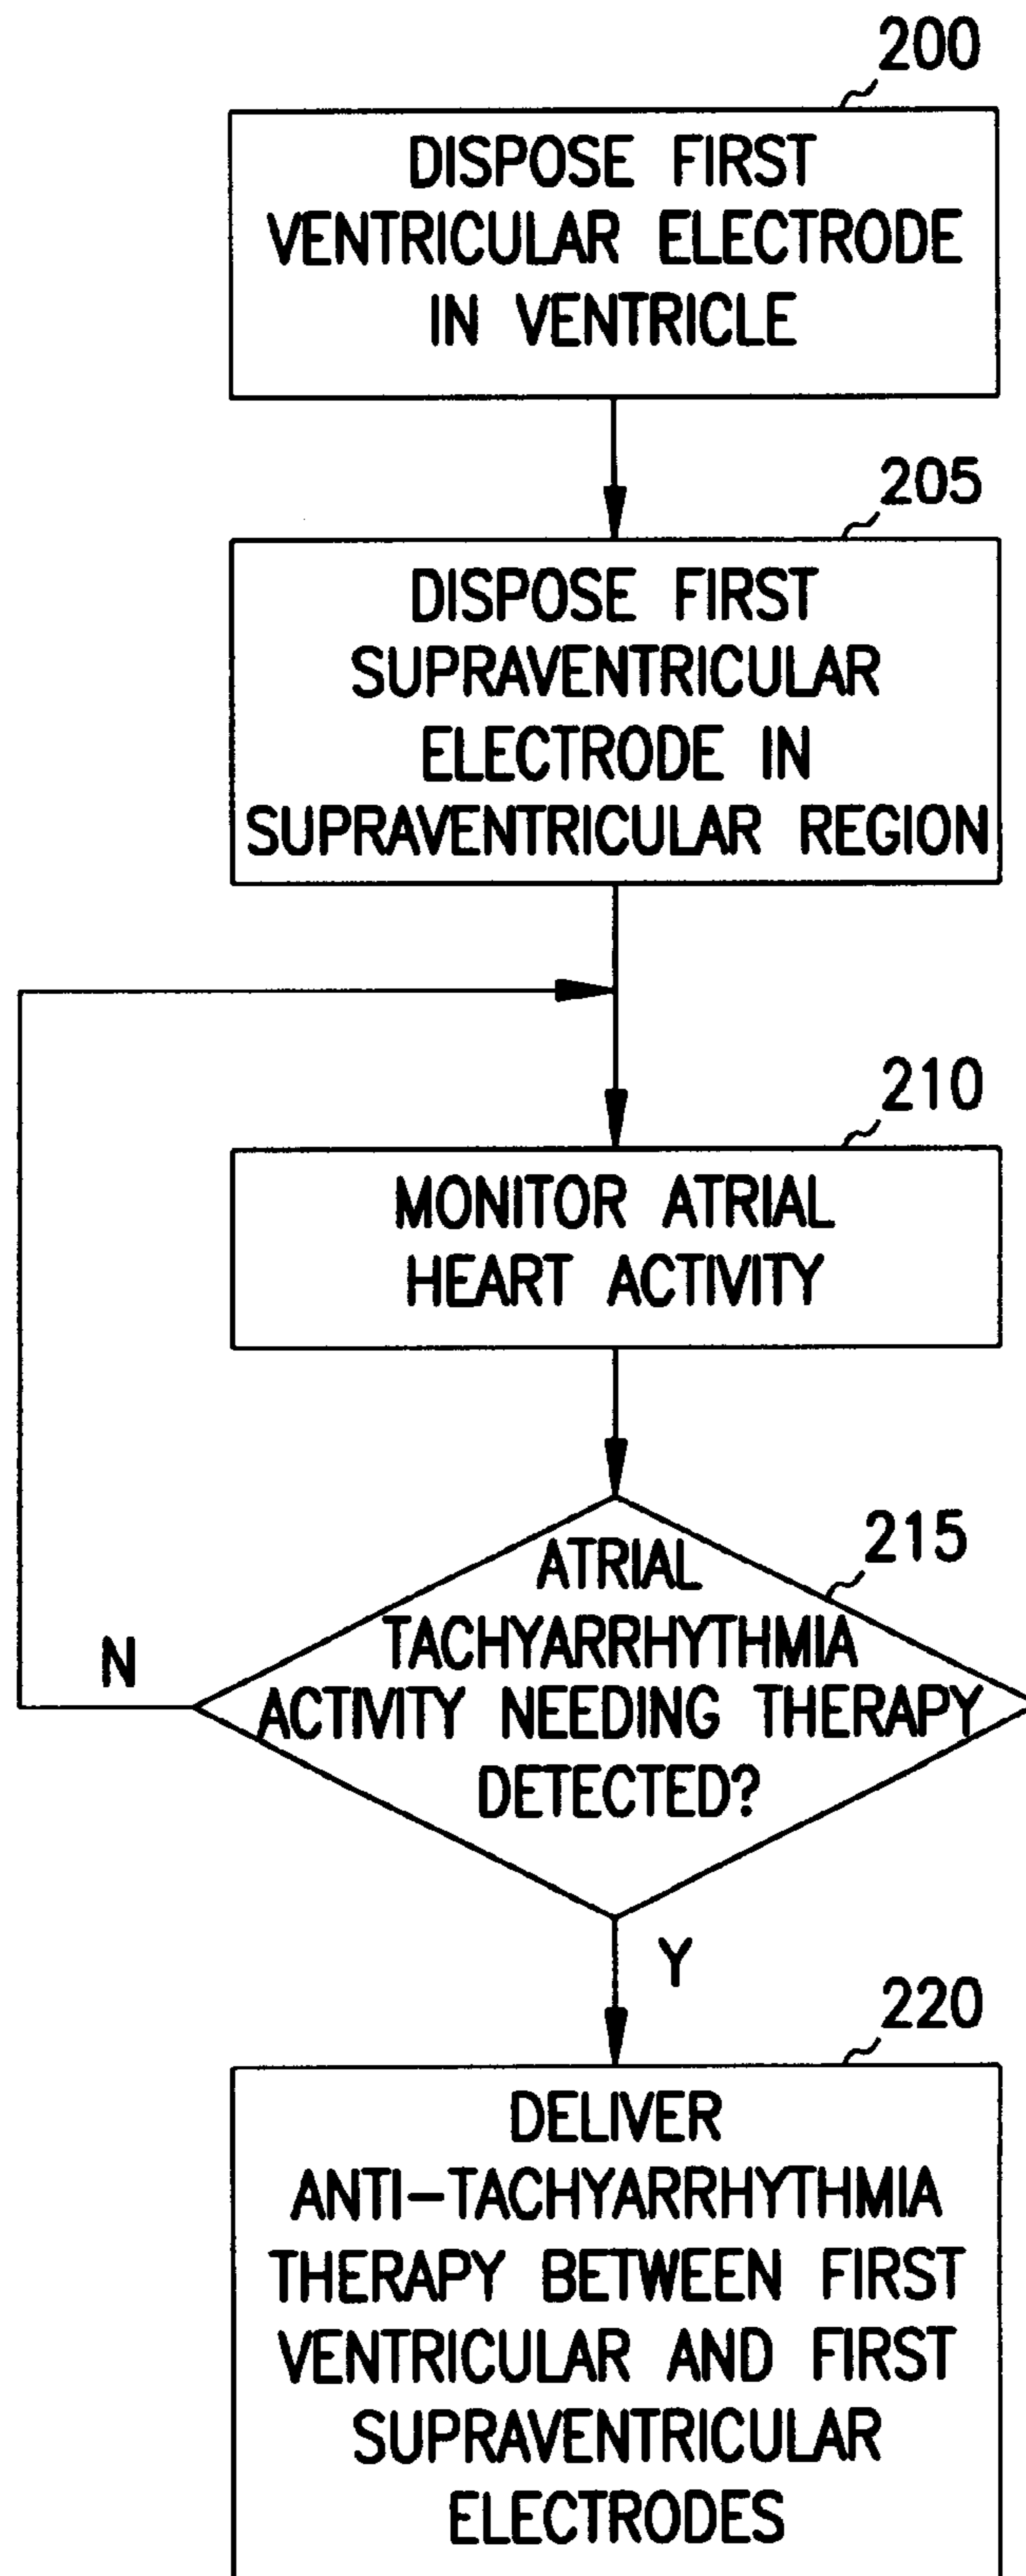 200
DISPOSE FIRST
VENTRICULAR ELECTRODE
IN VENTRICLE
205
DISPOSE FIRST
SUPRAVENTRICULAR
ELECTRODE IN
SUPRAVENTRICULAR REGION
210
MONITOR ATRIAL
HEART ACTIVITY
215
ATRIAL
TACHYARRHYTHMIA
ACTIVITY NEEDING THERAPY
DETECTED?
N
Y
220
DELIVER
ANTI-TACHYARRHYTHMIA
THERAPY BETWEEN FIRST
VENTRICULAR AND FIRST
SUPRAVENTRICULAR
ELECTRODES